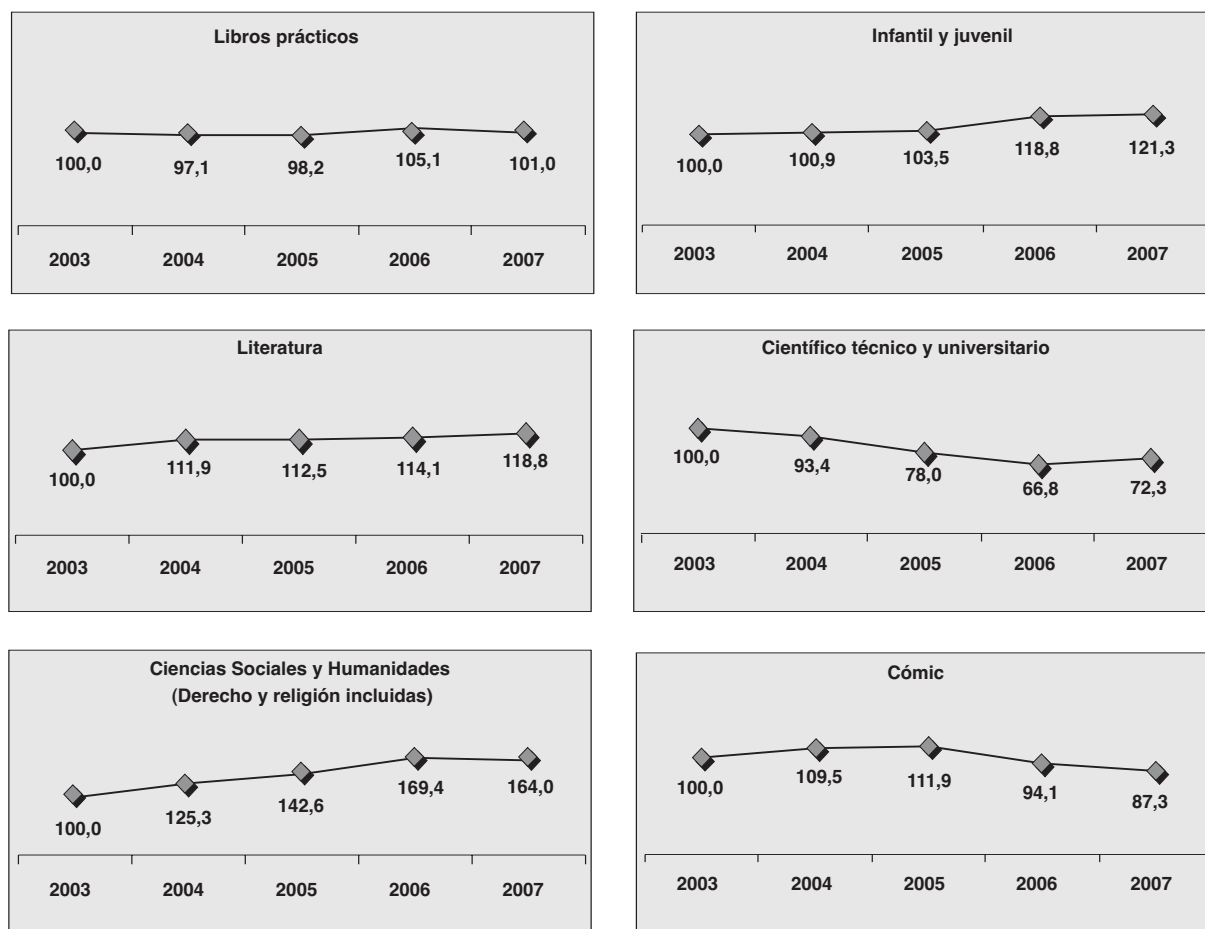 Libros prácticos
100,0 97,1 98,2 105,1 101,0
2003 2004 2005 2006 2007
Infantil y juvenil
100,0 100,9 103,5 118,8 121,3
2003 2004 2005 2006 2007
Literatura
100,0 111,9 112,5 114,1 118,8
2003 2004 2005 2006 2007
Científico técnico y universitario
100,0 93,4 78,0 66,8 72,3
2003 2004 2005 2006 2007
Ciencias Sociales y Humanidades
(Derecho y religión incluidas)
100,0 125,3 142,6 169,4 164,0
2003 2004 2005 2006 2007
Cómic
100,0 109,5 111,9 94,1 87,3
2003 2004 2005 2006 2007